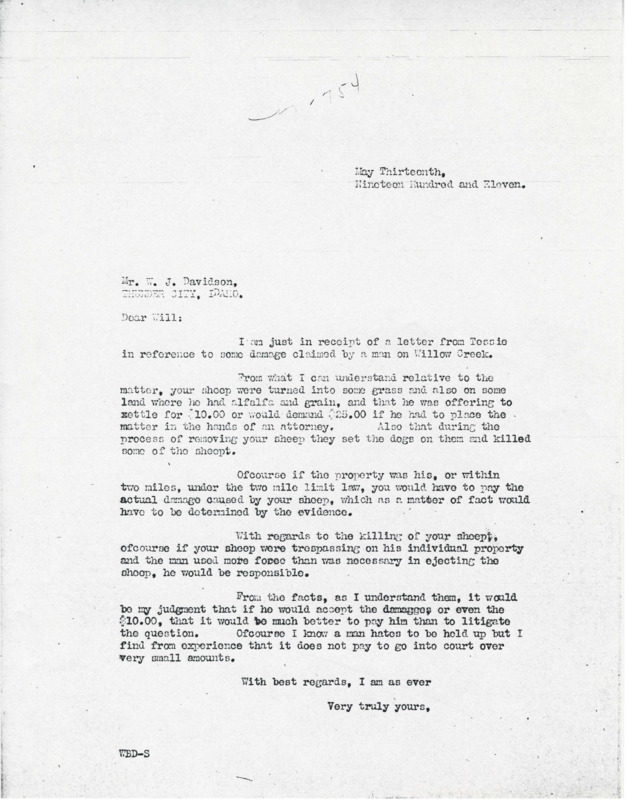 754
May Thirteenth,
Nineteen Hundred and Eleven.
Mr. W. J. Davidson,
THUNDER CITY, IDAHO.
Dear Will:
I am just in receipt of a letter from Tessie
in reference to some damage claimed by a man on Willow Creek.
From what I can understand relative to the
matter, your sheep were turned into some grass and also on some
land where he had alfalfa and grain, and that he was offering to
settle for $10.00 or would demand $25.00 if he had to place the
matter in the hands of an attorney. Also that during the
process of removing your sheep they set the dogs on them and killed
some of the sheept.
Ofcourse if the property was his, or within
two miles, under the two mile limit law, you would have to pay the
actual damage caused by your sheep, which as a matter of fact would
have to be determined by the evidence.
With regards to the killing of your sheept,
ofcourse if your sheep were trespassing on his individual property
and the man used more force than was necessary in ejecting the
sheep, he would be responsible.
From the facts, as I understand them, it would
be my judgment that if he would accept the damages or even the
$10.00, that it would be much better to pay him than to litigate
the question. Ofcourse I know a man hates to be held up but I
find from experience that it does not pay to go into court over
very small amounts.
With best regards, I am as ever
Very truly yours,
WBD-S